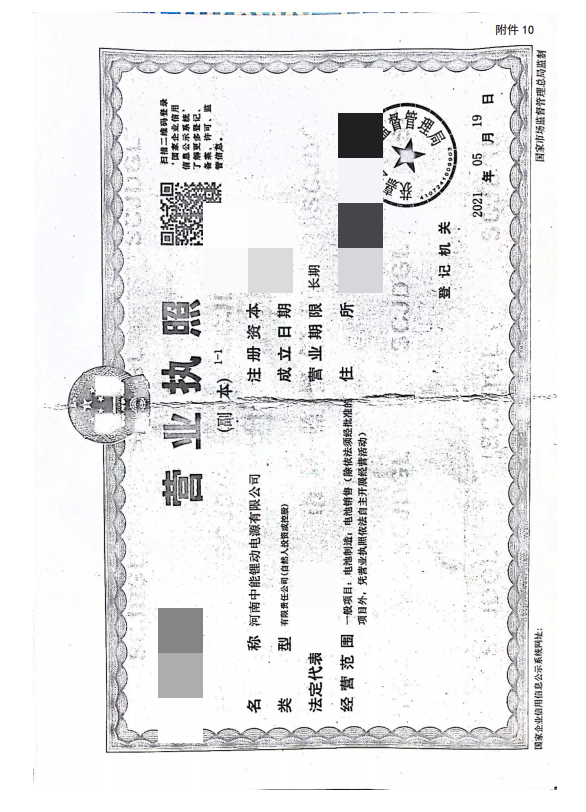 附件 10
营业执照
(副 本) 1-1
扫描二维码登录
‘国家企业信用
信息公示系统’
了解更多登记、
备案、许可、监
管信息。
名 称 河南中能锂动电源有限公司
类 型 有限责任公司(自然人投资或控股)
法定代表
经营范围 一般项目：电池制造；电池销售（除依法须经批准的
项目外，凭营业执照依法自主开展经营活动）
注册资本
成立日期
营业期限 长期
住 所
登记机关
监督管理局
2021 年 05 月 19 日
国家企业信用信息公示系统网址：
国家市场监督管理总局监制